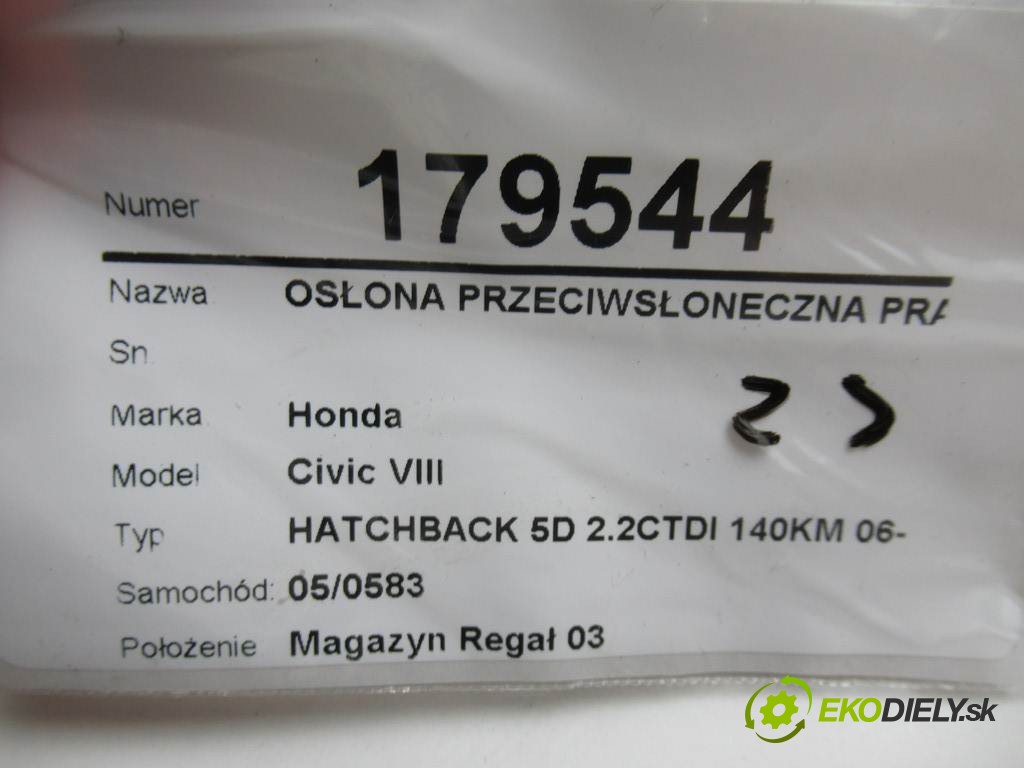 Numer 179544
Nazwa OSŁONA PRZECIWSŁONECZNA
Sn
Marka Honda
Model Civic VIII
Typ HATCHBACK 5D 2.2CTDI 140KM 06-
Samochód: 05/0583
Położenie Magazyn Regał 03
EKODIELY.sk